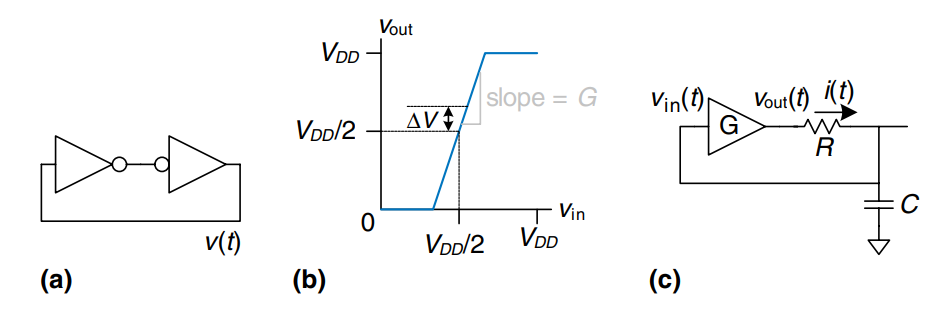 v(t)
(a)
vout
VDD
slope = G
ΔV
VDD/2
0
vin
VDD/2
VDD
(b)
vin(t)
vout(t)
i(t)
G
R
C
(c)